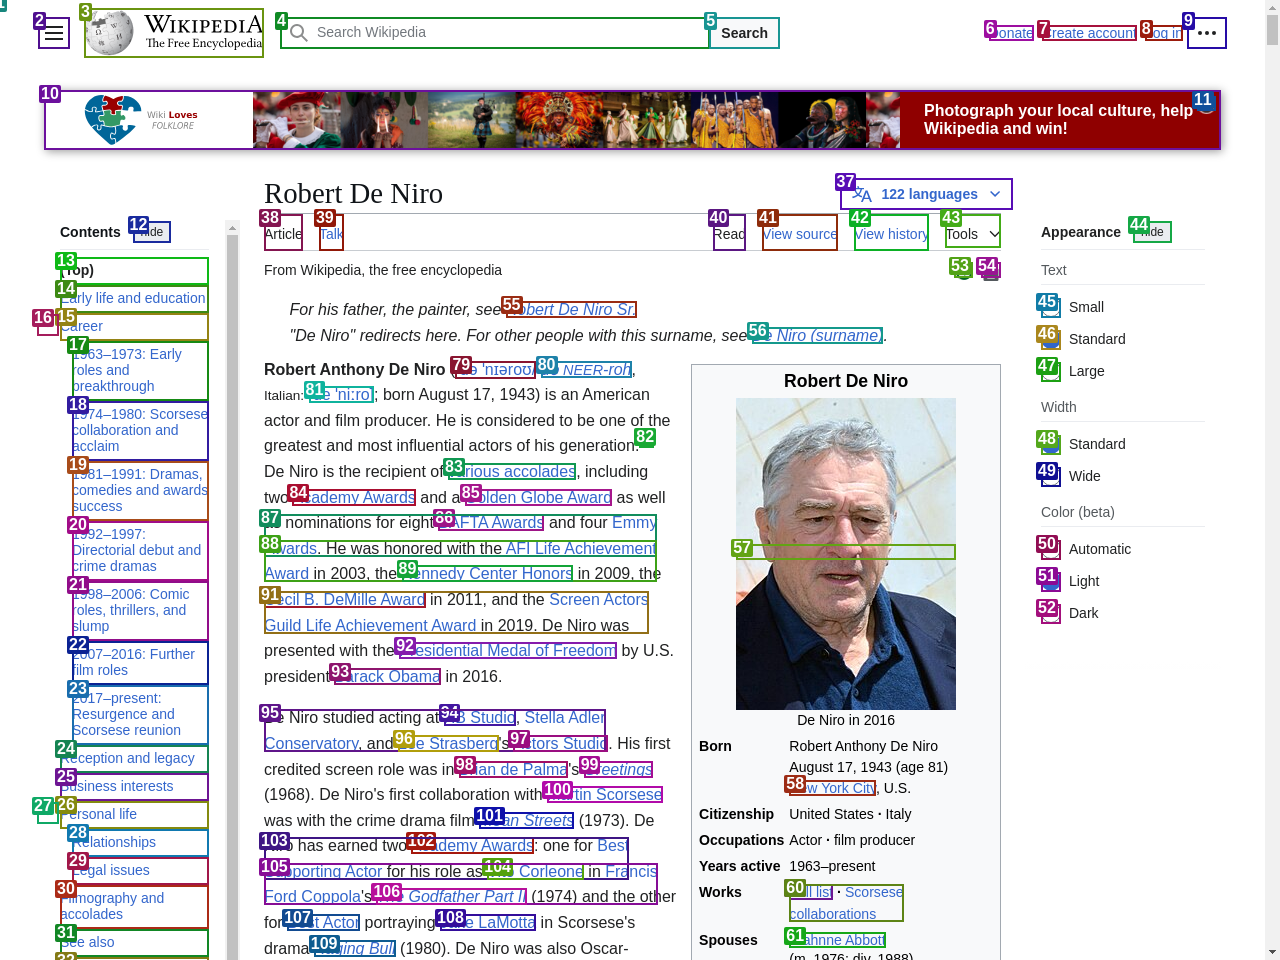 WIKIPEDIA
The Free Encyclopedia
Search Wikipedia
Search
Donate
Create account
Log in
Wiki Loves
FOLKLORE
Photograph your local culture, help
Wikipedia and win!
Robert De Niro
122 languages
Article
Talk
Read
View source
View history
Tools
From Wikipedia, the free encyclopedia
Contents
hide
(Top)
Early life and education
Career
1963–1973: Early
roles and
breakthrough
1974–1980: Scorsese
collaboration and
acclaim
1981–1991: Dramas,
comedies and awards
success
1992–1997:
Directorial debut and
crime dramas
1998–2006: Comic
roles, thrillers, and
slump
2007–2016: Further
film roles
2017–present:
Resurgence and
Scorsese reunion
Reception and legacy
Business interests
Personal life
Relationships
Legal issues
Filmography and
accolades
See also
For his father, the painter, see Robert De Niro Sr.
"De Niro" redirects here. For other people with this surname, see De Niro (surname).
Robert Anthony De Niro ( də ˈnɪəroʊ/ NEER-roh,
Italian: ˈniːro]; born August 17, 1943) is an American
actor and film producer. He is considered to be one of the
greatest and most influential actors of his generation.
De Niro is the recipient of various accolades, including
two Academy Awards and a Golden Globe Award as well
as nominations for eight BAFTA Awards and four Emmy
Awards. He was honored with the AFI Life Achievement
Award in 2003, the Kennedy Center Honors in 2009, the
Cecil B. DeMille Award in 2011, and the Screen Actors
Guild Life Achievement Award in 2019. De Niro was
presented with the Presidential Medal of Freedom by U.S.
president Barack Obama in 2016.
De Niro studied acting at HB Studio, Stella Adler
Conservatory, and Lee Strasberg's Actors Studio. His first
credited screen role was in Brian de Palma's Greetings
(1968). De Niro's first collaboration with Martin Scorsese
was with the crime drama film Mean Streets (1973). De
Niro has earned two Academy Awards: one for Best
Supporting Actor for his role as Vito Corleone in Francis
Ford Coppola's The Godfather Part II (1974) and the other
for Best Actor portraying Jake LaMotta in Scorsese's
drama Raging Bull (1980). De Niro was also Oscar-
Robert De Niro
De Niro in 2016
Born Robert Anthony De Niro
August 17, 1943 (age 81)
New York City, U.S.
Citizenship United States · Italy
Occupations Actor · film producer
Years active 1963–present
Works Full list · Scorsese
collaborations
Spouses Diahnne Abbott
(m. 1976; div. 1988)
Appearance
hide
Text
Small
Standard
Large
Width
Standard
Wide
Color (beta)
Automatic
Light
Dark
1
2
3
4
5
6
7
8
9
10
11
12
13
14
15
16
17
18
19
20
21
22
23
24
25
26
27
28
29
30
31
32
37
38
39
40
41
42
43
44
45
46
47
48
49
50
51
52
53
54
55
56
57
58
60
61
79
80
81
82
83
84
85
86
87
88
89
91
92
93
94
95
96
97
98
99
100
101
102
103
104
105
106
107
108
109